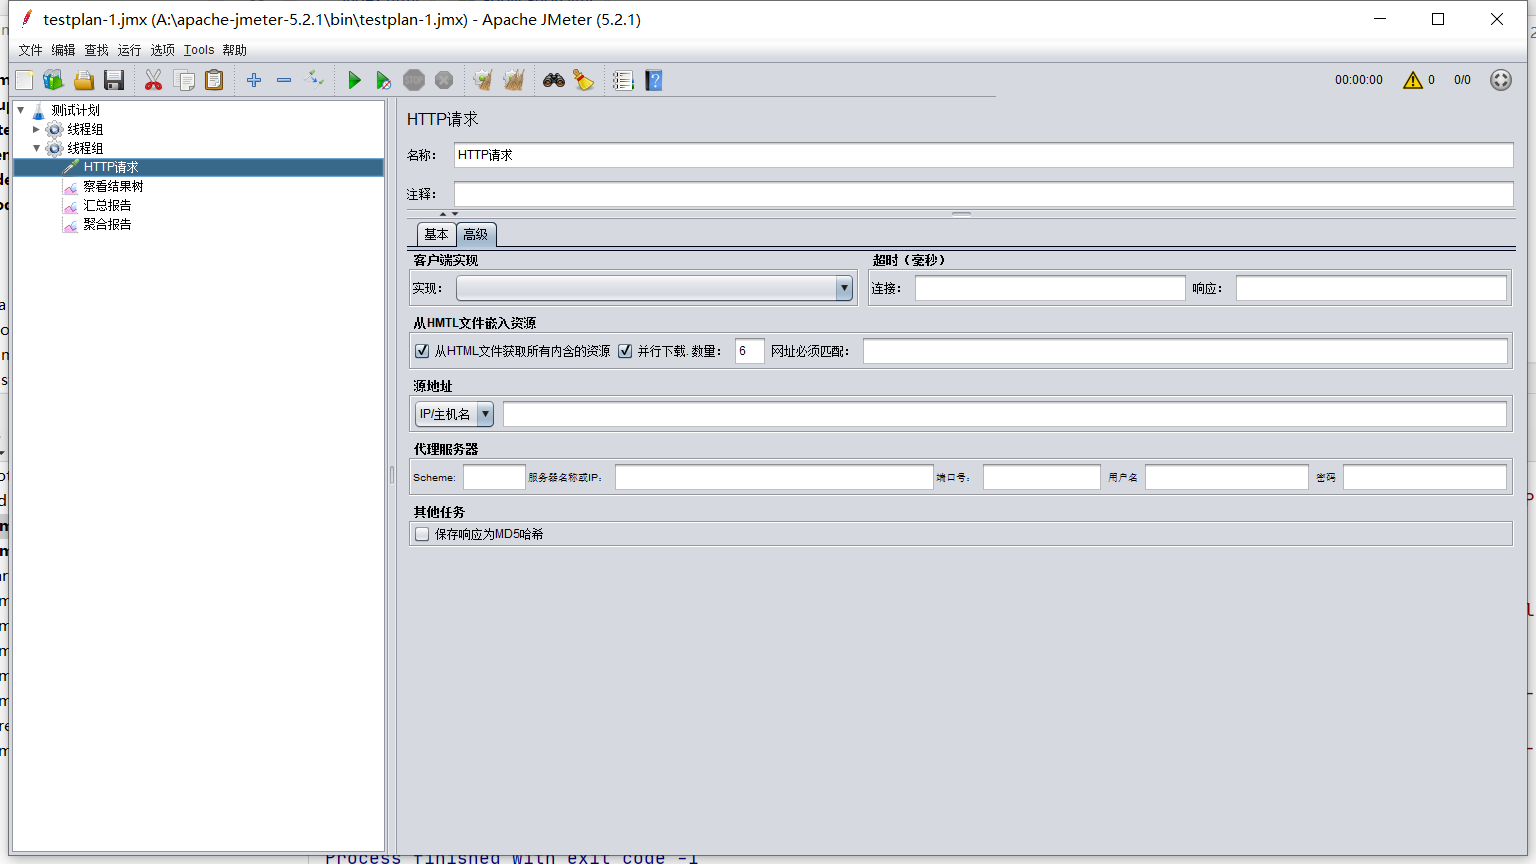 testplan-1.jmx (A:\apache-jmeter-5.2.1\bin\testplan-1.jmx) - Apache JMeter (5.2.1)
文件 编辑 查找 运行 选项 Tools 帮助
STOP
00:00:00 0 0/0
测试计划
线程组
线程组
HTTP请求
察看结果树
汇总报告
聚合报告
HTTP请求
名称： HTTP请求
注释：
基本 高级
客户端实现 超时（毫秒）
实现： 连接： 响应：
从HMTL文件嵌入资源
从HTML文件获取所有内含的资源 并行下载. 数量： 6 网址必须匹配：
源地址
IP/主机名
代理服务器
Scheme: 服务器名称或IP： 端口号： 用户名 密码
其他任务
保存响应为MD5哈希
Process finished with exit code -1